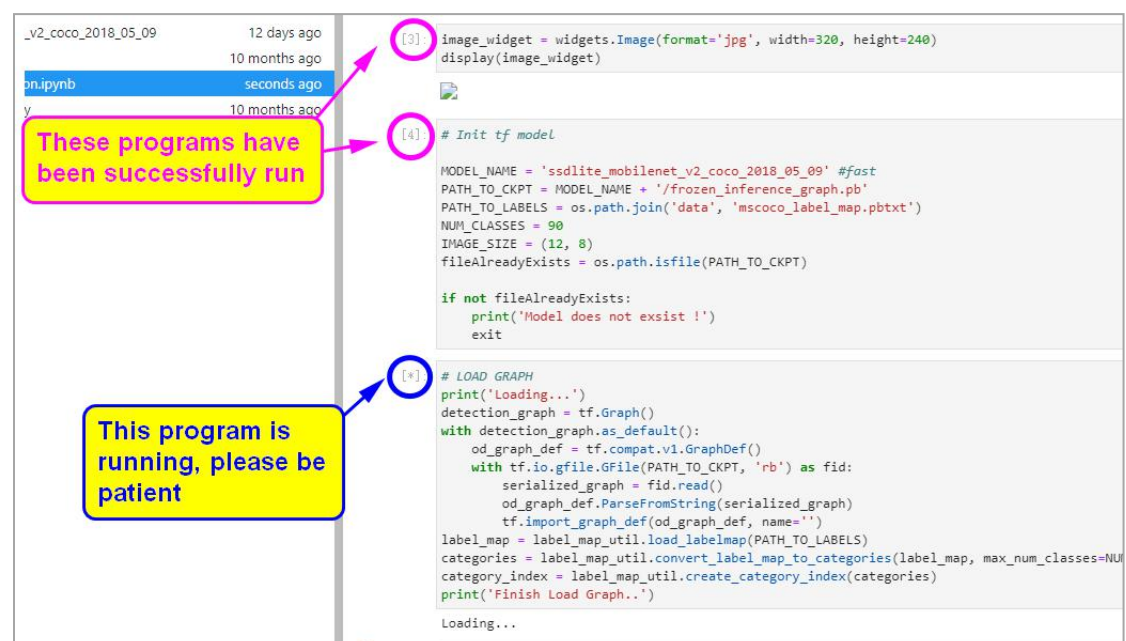 _v2_coco_2018_05_09 12 days ago
10 months ago
on.ipynb seconds ago
y 10 months ago
These programs have
been successfully run
This program is
running, please be
patient
[3]:
image_widget = widgets.Image(format='jpg', width=320, height=240)
display(image_widget)
[4]:
# Init tf model
MODEL_NAME = 'ssdlite_mobilenet_v2_coco_2018_05_09' #fast
PATH_TO_CKPT = MODEL_NAME + '/frozen_inference_graph.pb'
PATH_TO_LABELS = os.path.join('data', 'mscoco_label_map.pbtxt')
NUM_CLASSES = 90
IMAGE_SIZE = (12, 8)
fileAlreadyExists = os.path.isfile(PATH_TO_CKPT)
if not fileAlreadyExists:
    print('Model does not exsist !')
    exit
[*]:
# LOAD GRAPH
print('Loading...')
detection_graph = tf.Graph()
with detection_graph.as_default():
    od_graph_def = tf.compat.v1.GraphDef()
    with tf.io.gfile.GFile(PATH_TO_CKPT, 'rb') as fid:
        serialized_graph = fid.read()
        od_graph_def.ParseFromString(serialized_graph)
        tf.import_graph_def(od_graph_def, name='')
label_map = label_map_util.load_labelmap(PATH_TO_LABELS)
categories = label_map_util.convert_label_map_to_categories(label_map, max_num_classes=NU
category_index = label_map_util.create_category_index(categories)
print('Finish Load Graph..')
Loading...